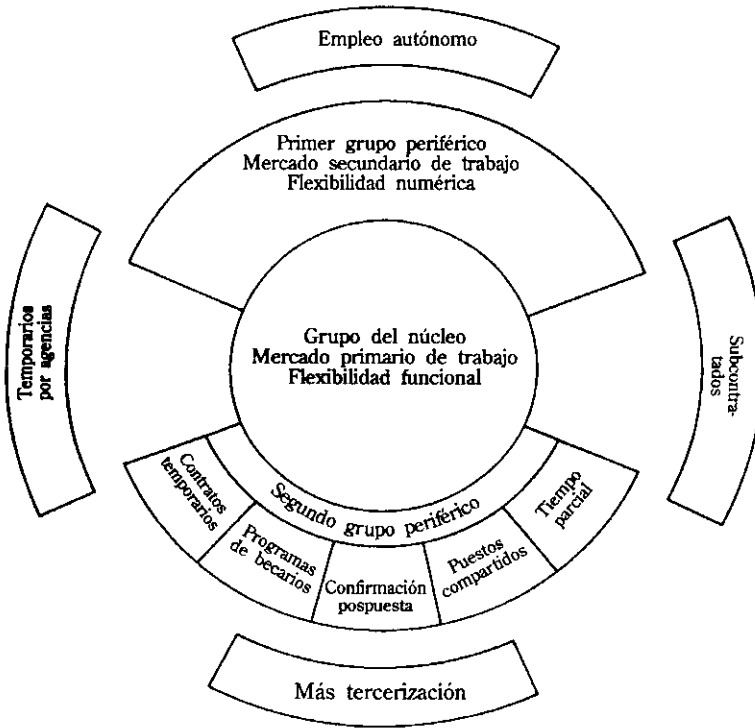 Empleo autónomo
Primer grupo periférico
Mercado secundario de trabajo
Flexibilidad numérica
Temporarios
por agencias
Grupo del núcleo
Mercado primario de trabajo
Flexibilidad funcional
Subcontra-
tados
Segundo grupo periférico
Contratos
temporarios
Programas
de becarios
Confirmación
pospuesta
Puestos
compartidos
Tiempo
parcial
Más tercerización